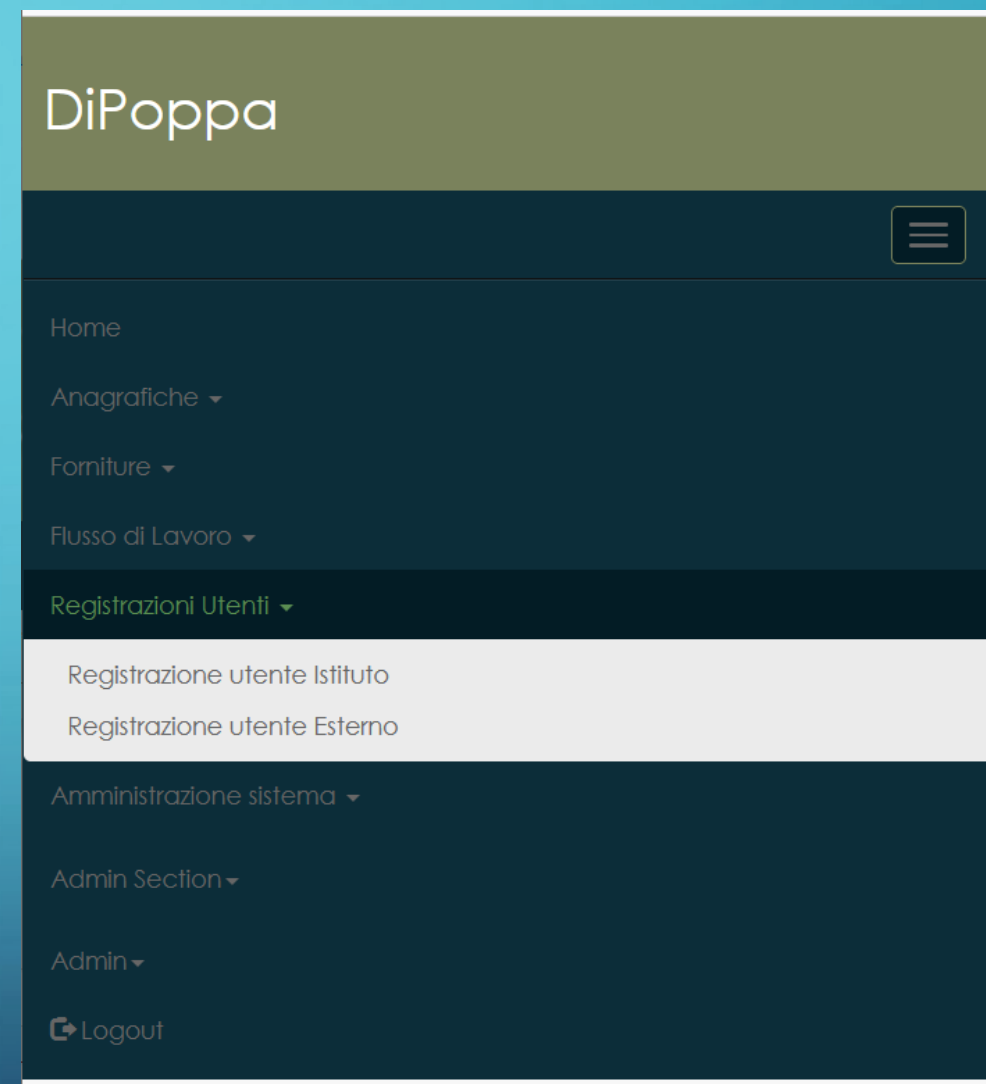 DiPoppa
Home
Anagrafiche
Forniture
Flusso di Lavoro
Registrazioni Utenti
Registrazione utente Istituto
Registrazione utente Esterno
Amministrazione sistema
Admin Section
Admin
Logout